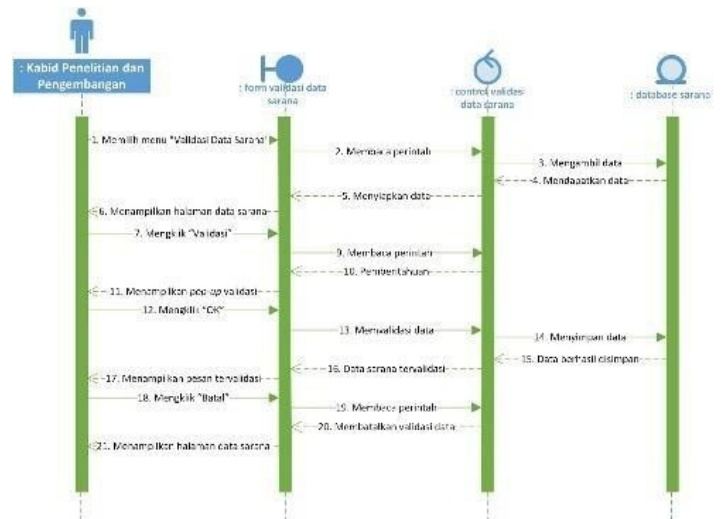 : Kabid Penelitian dan
Pengembangan
: form validasi data
sarana
: control validasi
data sarana
: database sarana
1. Memilih menu "Validasi Data Sarana"
2. Membaca perintah
3. Mengambil data
4. Mendapatkan data
5. Menyiapkan data
6. Menampilkan halaman data sarana
7. Mengklik "Validasi"
9. Membaca perintah
10. Pemberitahuan
11. Menampilkan pop-up validasi
12. Mengklik "OK"
13. Memvalidasi data
14. Menyimpan data
15. Data berhasil disimpan
16. Data sarana tervalidasi
17. Menampilkan pesan tervalidasi
18. Mengklik "Batal"
19. Membaca perintah
20. Membatalkan validasi data
21. Menampilkan halaman data sarana